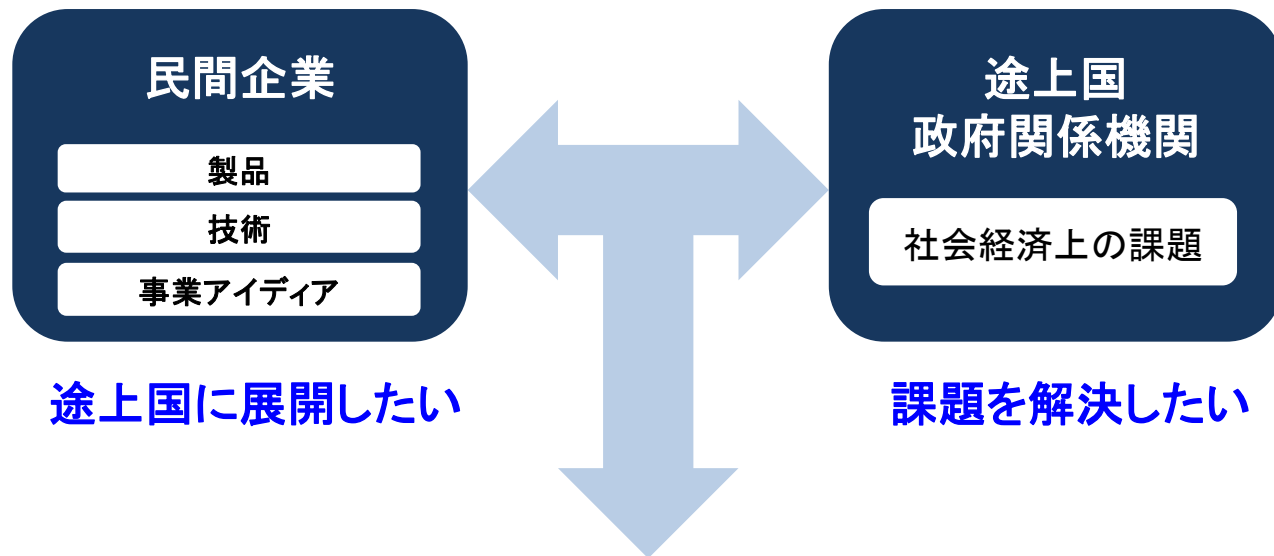 民間企業
製品
技術
事業アイディア
途上国に展開したい
途上国
政府関係機関
社会経済上の課題
課題を解決したい